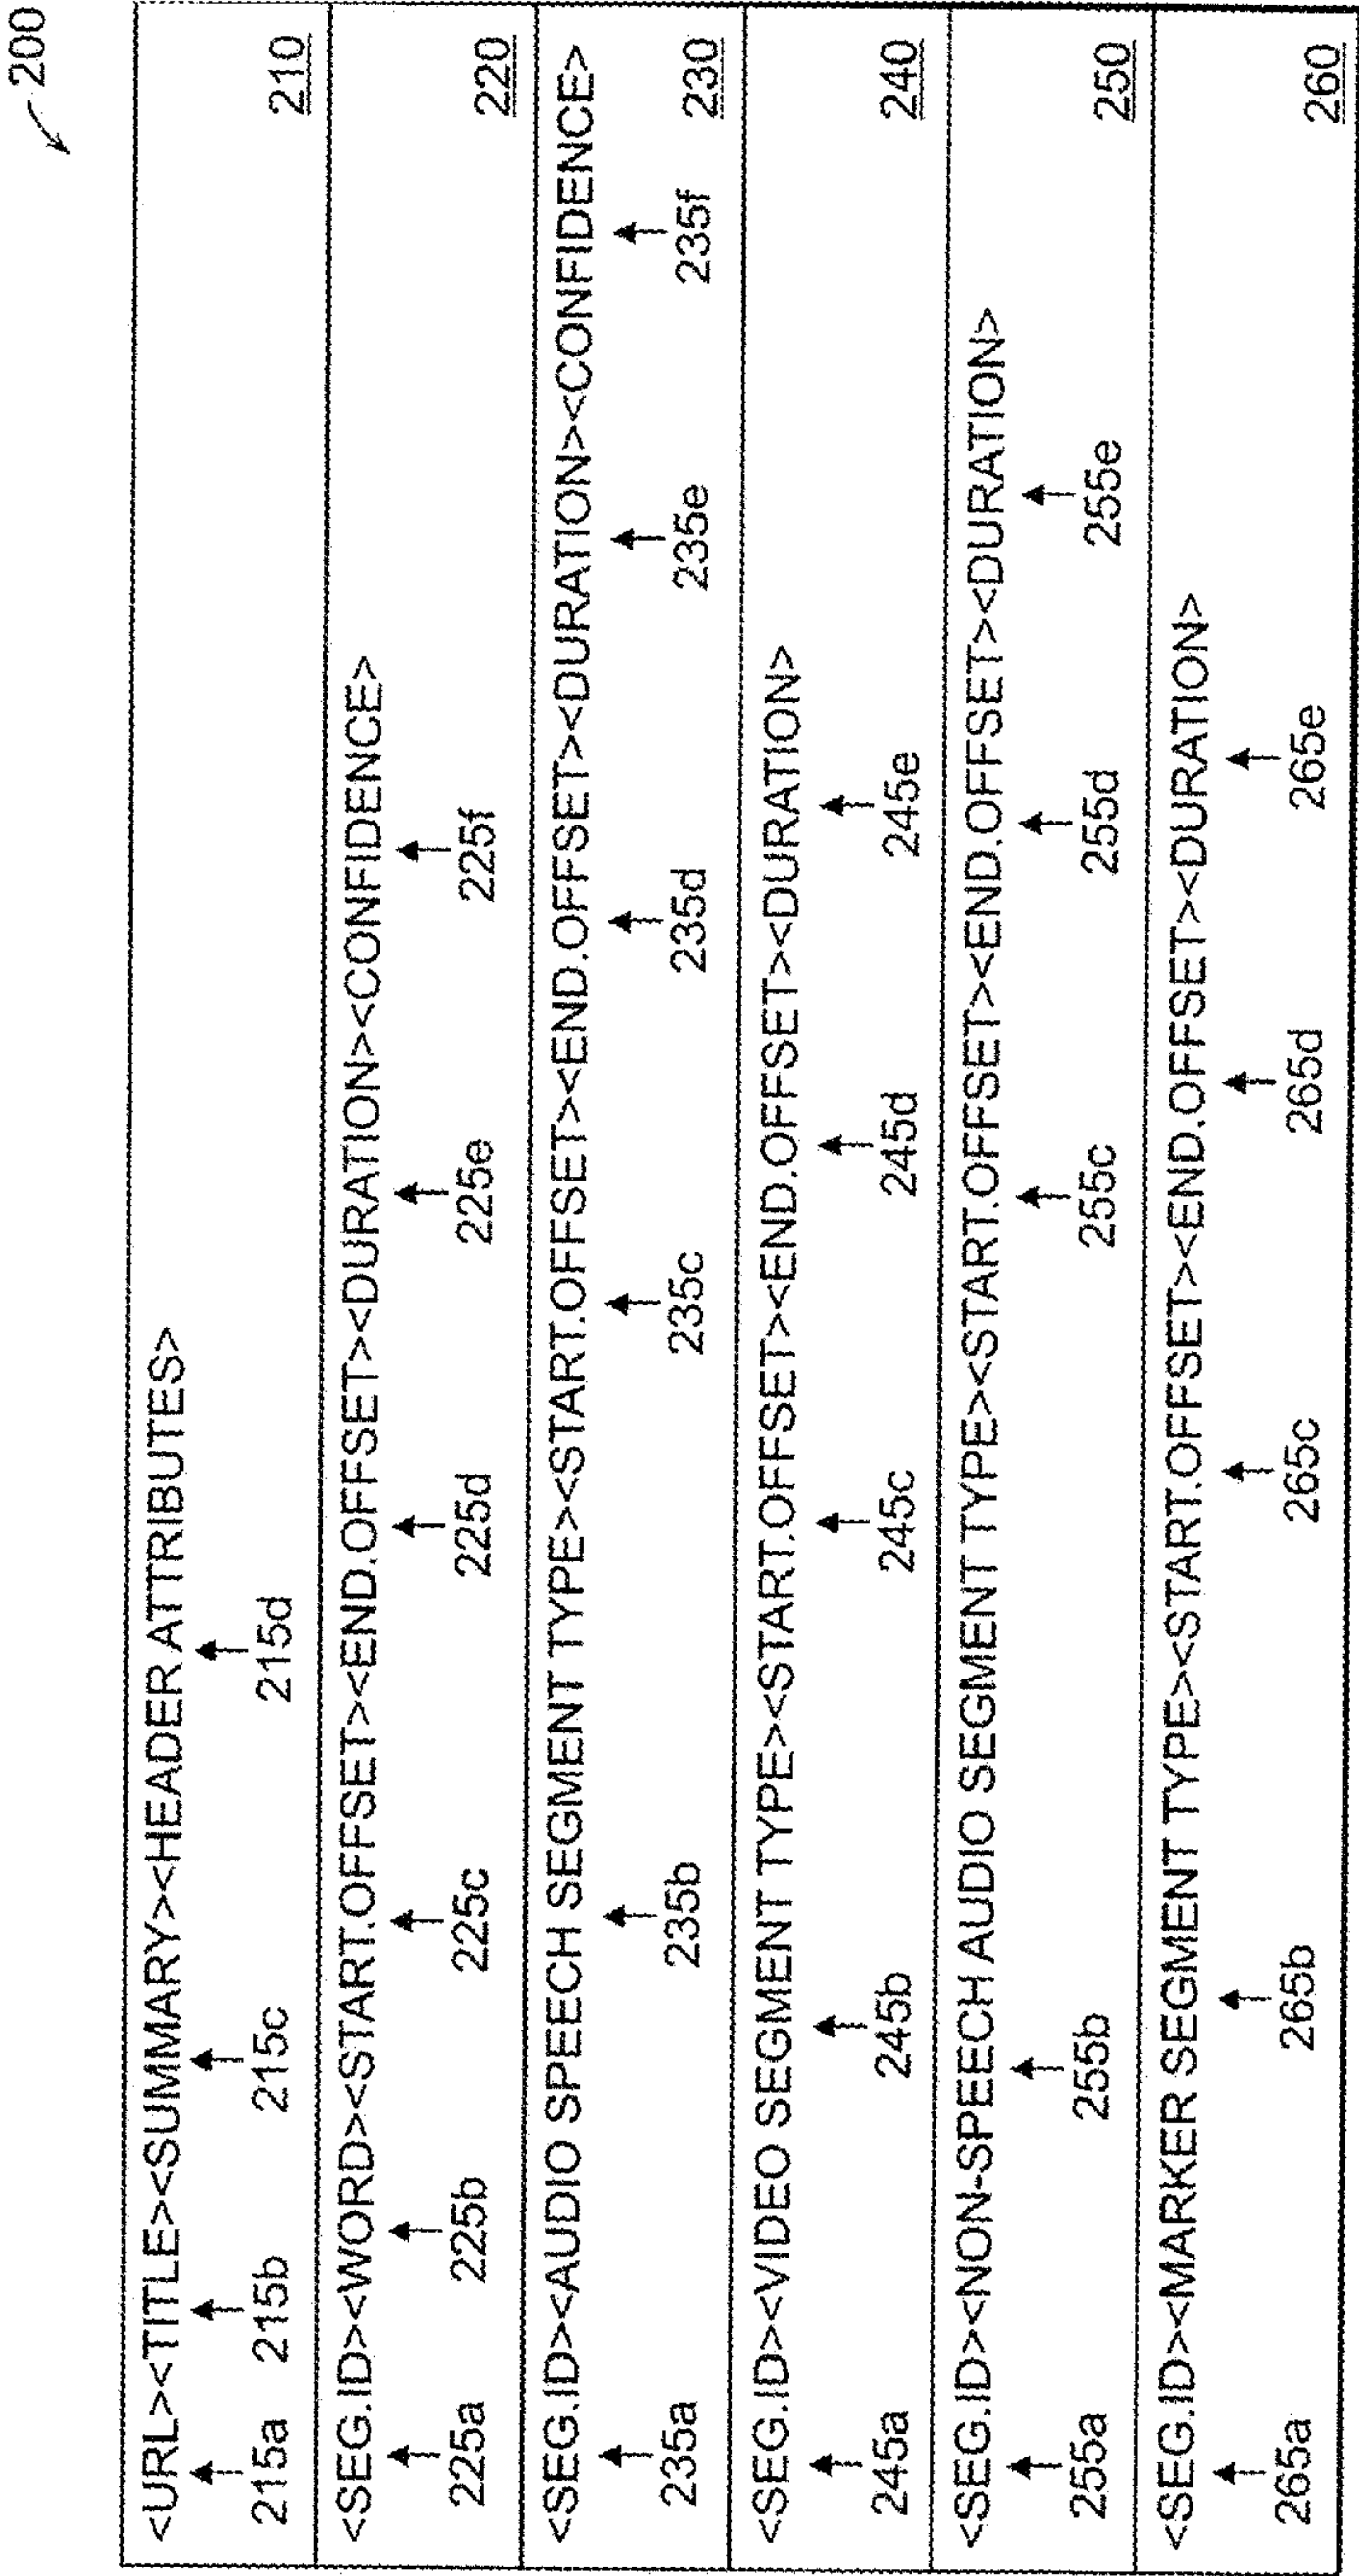 200
<URL><TITLE><SUMMARY><HEADER ATTRIBUTES>
215a 215b 215c 215d 210
<SEG.ID><WORD><START.OFFSET><END.OFFSET><DURATION><CONFIDENCE>
225a 225b 225c 225d 225e 225f 220
<SEG.ID><AUDIO SPEECH SEGMENT TYPE><START.OFFSET><END.OFFSET><DURATION><CONFIDENCE>
235a 235b 235c 235d 235e 235f 230
<SEG.ID><VIDEO SEGMENT TYPE><START.OFFSET><END.OFFSET><DURATION>
245a 245b 245c 245d 245e 240
<SEG.ID><NON-SPEECH AUDIO SEGMENT TYPE><START.OFFSET><END.OFFSET><DURATION>
255a 255b 255c 255d 255e 250
<SEG.ID><MARKER SEGMENT TYPE><START.OFFSET><END.OFFSET><DURATION>
265a 265b 265c 265d 265e 260